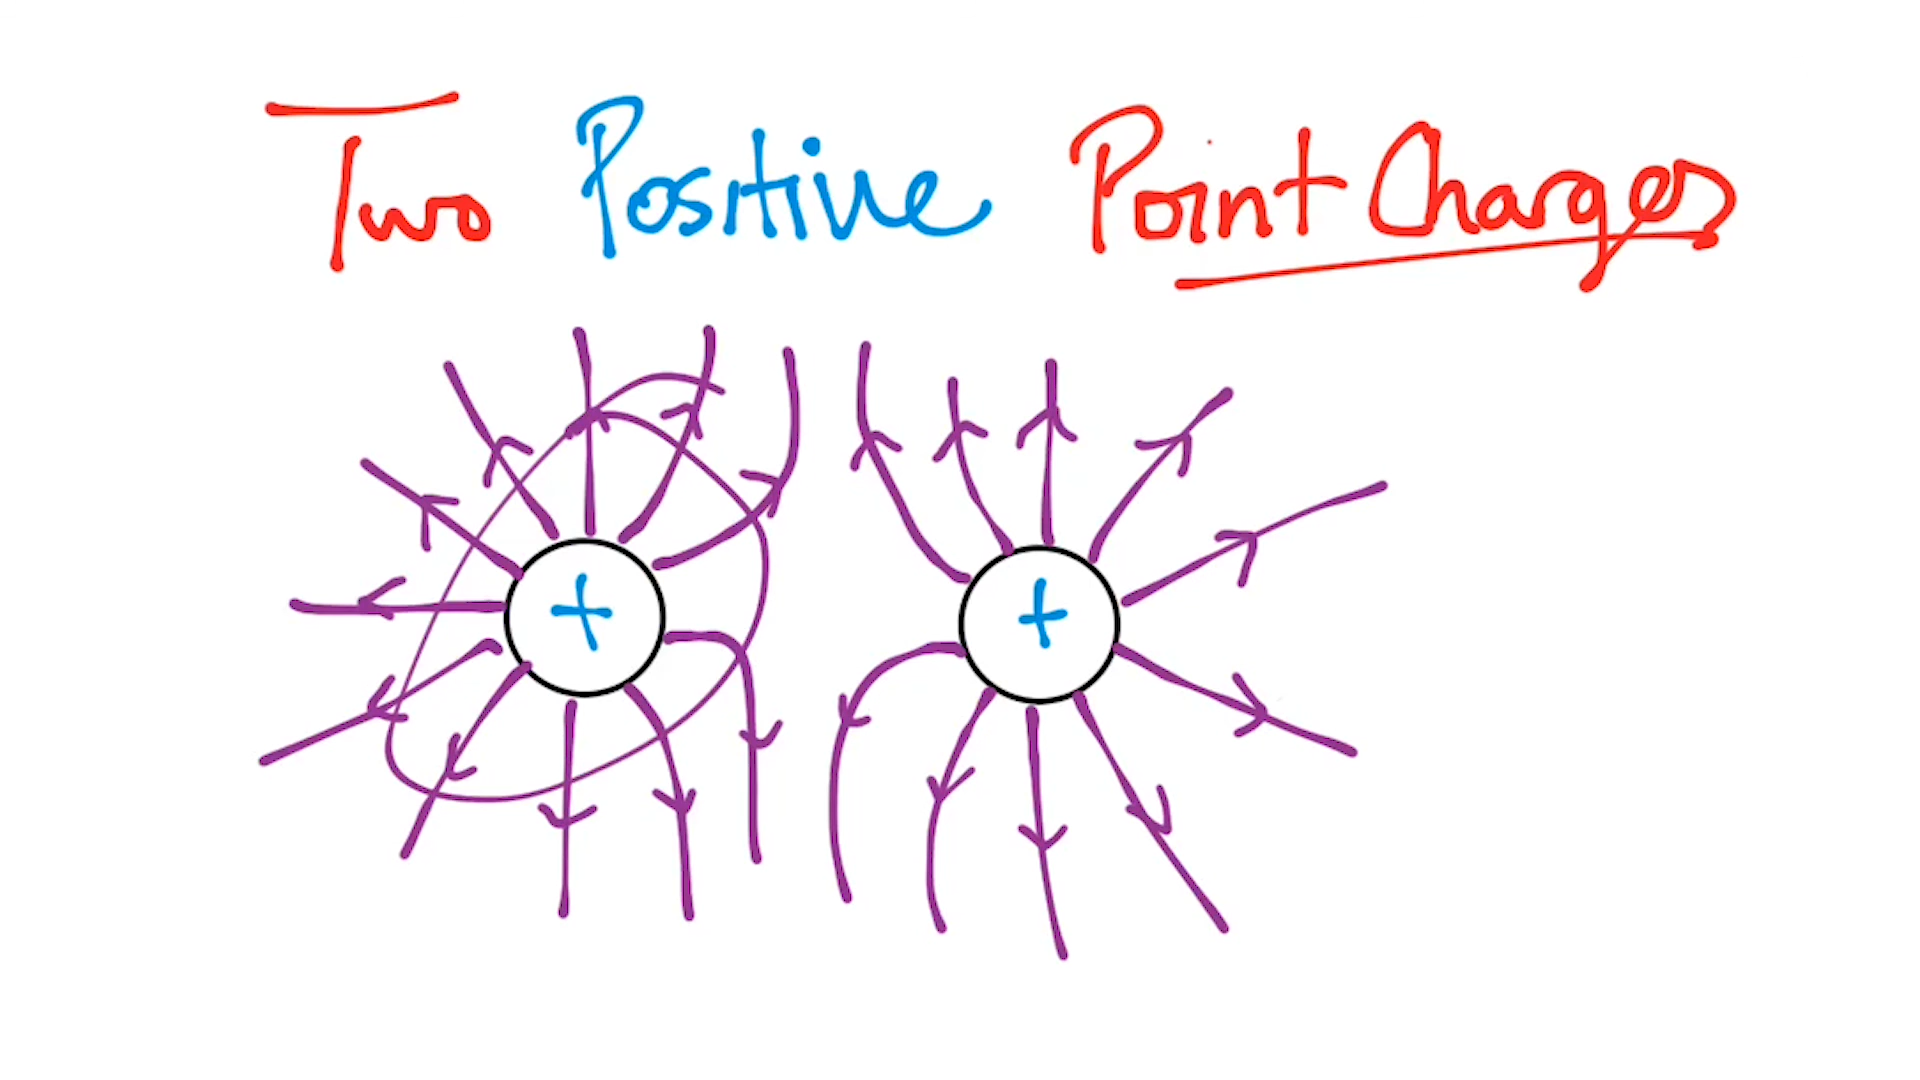 Two Positive Point Charges
+ +